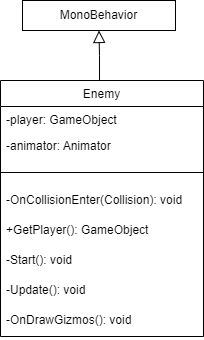 MonoBehavior
Enemy
-player: GameObject
-animator: Animator
-OnCollisionEnter(Collision): void
+GetPlayer(): GameObject
-Start(): void
-Update(): void
-OnDrawGizmos(): void